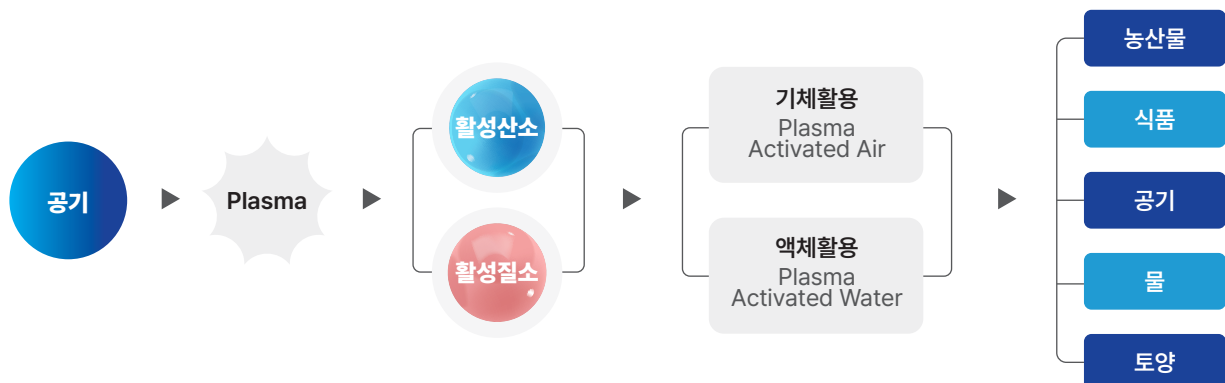 공기
Plasma
활성산소
활성질소
기체활용
Plasma
Activated Air
액체활용
Plasma
Activated Water
농산물
식품
공기
물
토양